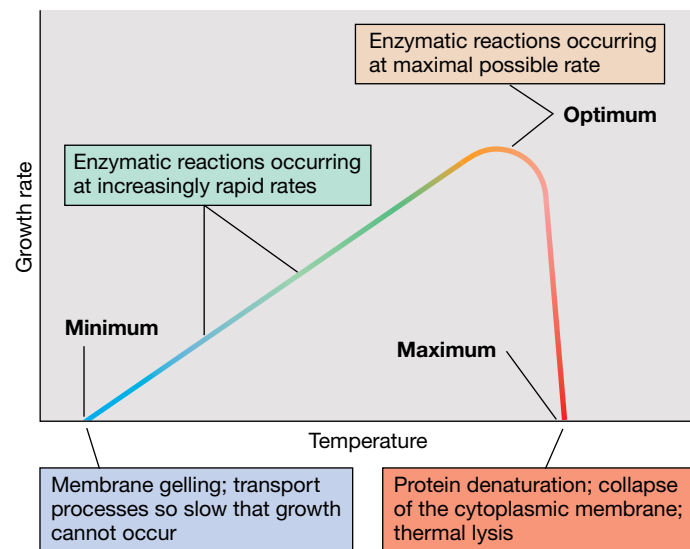 Enzymatic reactions occurring
at maximal possible rate
Optimum
Enzymatic reactions occurring
at increasingly rapid rates
Growth rate
Minimum
Maximum
Temperature
Membrane gelling; transport
processes so slow that growth
cannot occur
Protein denaturation; collapse
of the cytoplasmic membrane;
thermal lysis